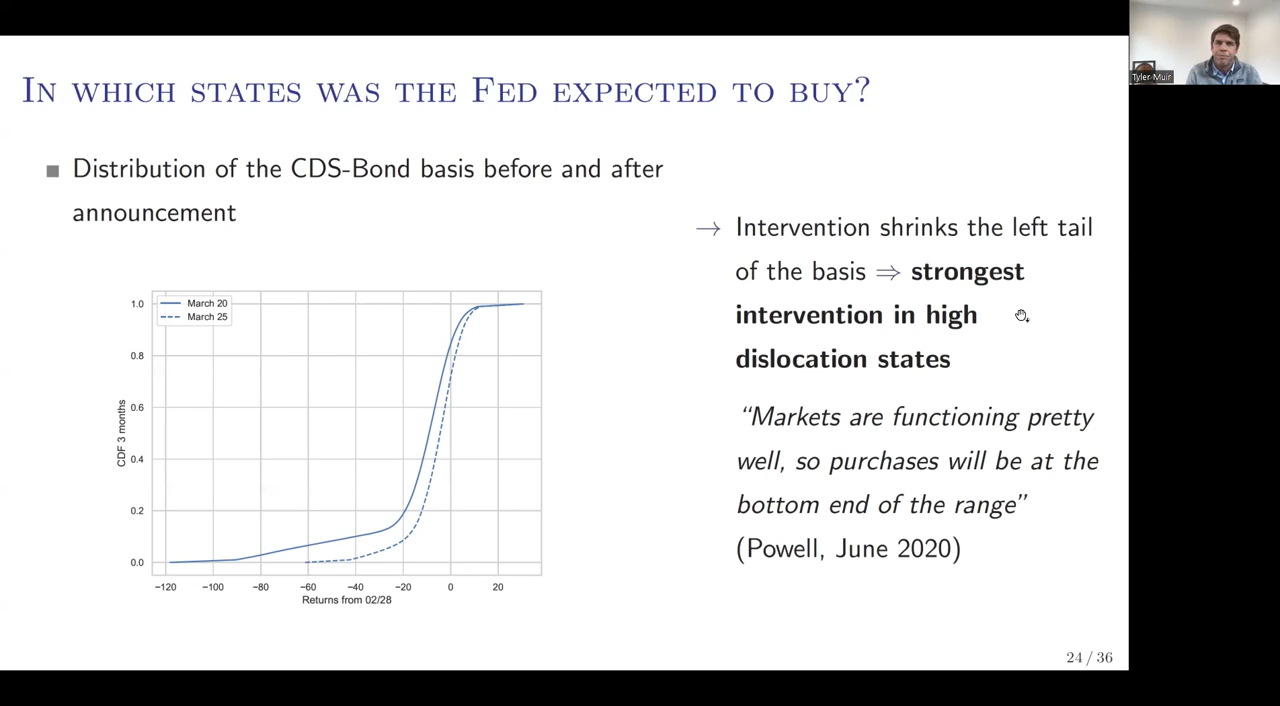 In which states was the Fed expected to buy?
Distribution of the CDS-Bond basis before and after
announcement
→ Intervention shrinks the left tail
of the basis ⇒ strongest
intervention in high
dislocation states
“Markets are functioning pretty
well, so purchases will be at the
bottom end of the range”
(Powell, June 2020)
March 20
March 25
CDF 3 months
1.0
0.8
0.6
0.4
0.2
0.0
−120 −100 −80 −60 −40 −20 0 20
Returns from 02/28
24 / 36
Tyler Muir